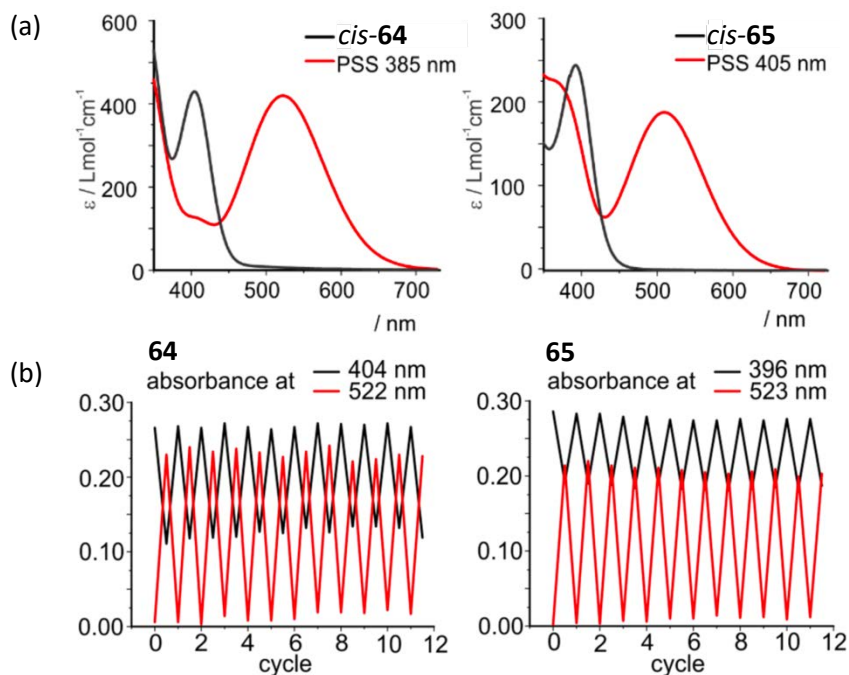 (a)
cis-64
PSS 385 nm
ε / Lmol⁻¹cm⁻¹
600
400
200
0
400 500 600 700
/ nm
cis-65
PSS 405 nm
ε / Lmol⁻¹cm⁻¹
300
200
100
0
400 500 600 700
/ nm
(b)
64
absorbance at
404 nm
522 nm
0.30
0.20
0.10
0.00
0 2 4 6 8 10 12
cycle
65
absorbance at
396 nm
523 nm
0.30
0.20
0.10
0.00
0 2 4 6 8 10 12
cycle